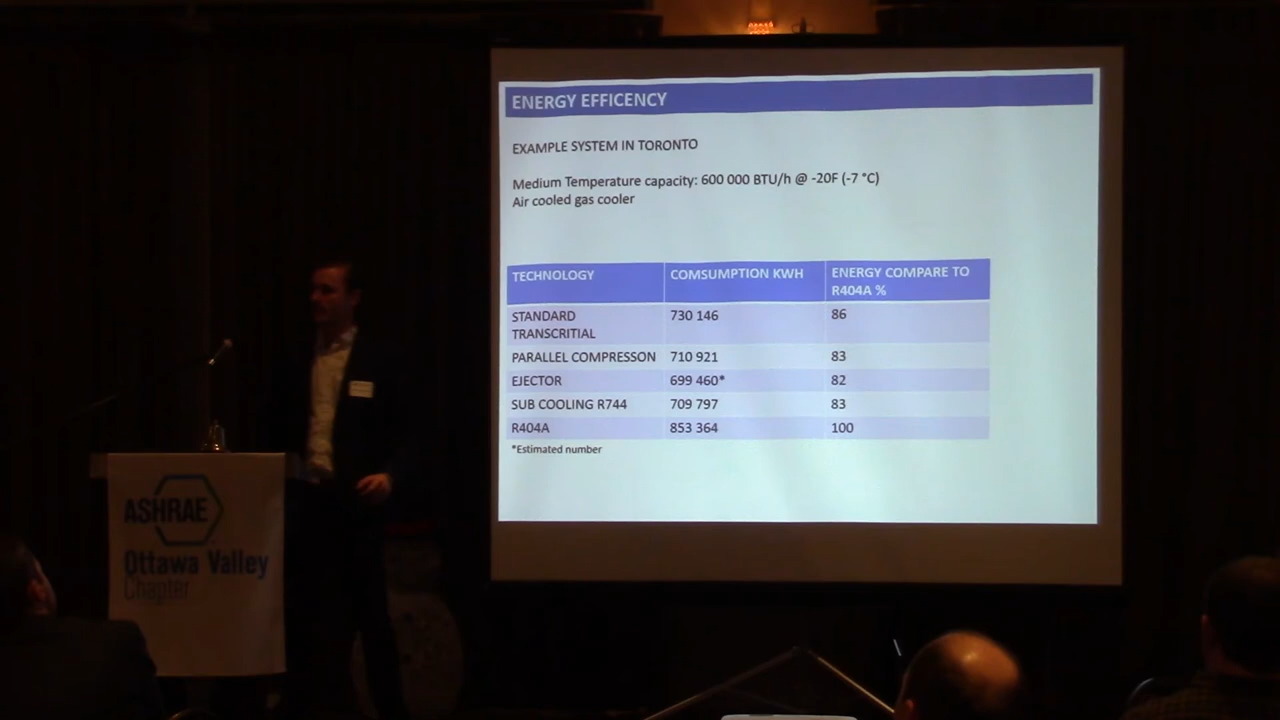 ENERGY EFFICENCY
EXAMPLE SYSTEM IN TORONTO
Medium Temperature capacity: 600 000 BTU/h @ -20F (-7 °C)
Air cooled gas cooler
TECHNOLOGY COMSUMPTION KWH ENERGY COMPARE TO
R404A %
STANDARD 730 146 86
TRANSCRITIAL
PARALLEL COMPRESSON 710 921 83
EJECTOR 699 460* 82
SUB COOLING R744 709 797 83
R404A 853 364 100
*Estimated number
ASHRAE
Ottawa Valley
Chapter